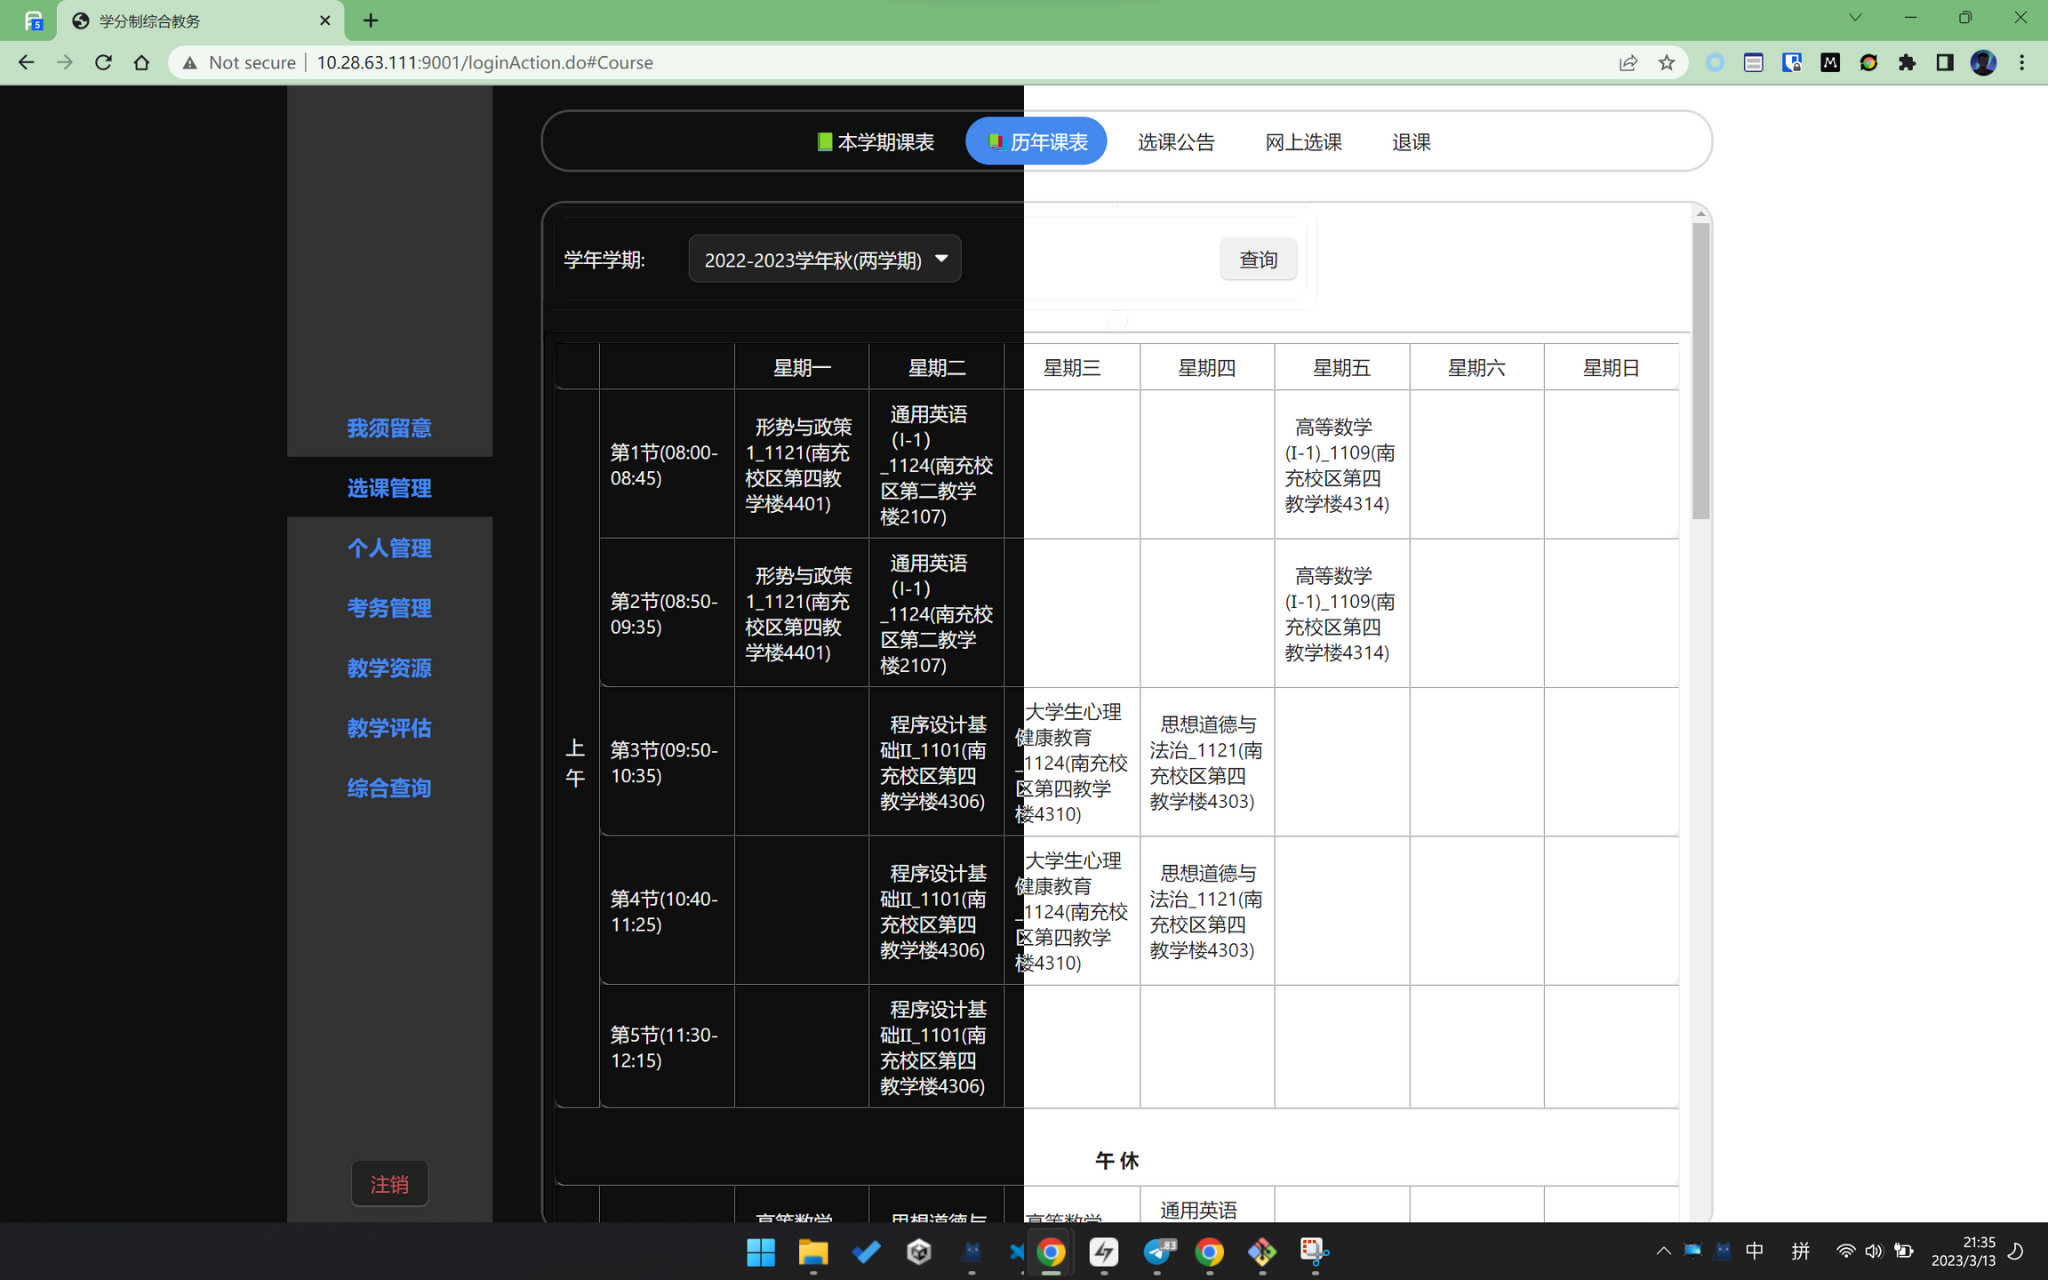 学分制综合教务
Not secure
10.28.63.111:9001/loginAction.do#Course
本学期课表
历年课表
选课公告
网上选课
退课
学年学期:
2022-2023学年秋(两学期)
查询
我须留意
选课管理
个人管理
考务管理
教学资源
教学评估
综合查询
注销
星期一
星期二
星期三
星期四
星期五
星期六
星期日
上
午
第1节(08:00-
08:45)
形势与政策
1_1121(南充
校区第四教
学楼4401)
通用英语
(I-1)
_1124(南充校
区第二教学
楼2107)
高等数学
(I-1)_1109(南
充校区第四
教学楼4314)
第2节(08:50-
09:35)
形势与政策
1_1121(南充
校区第四教
学楼4401)
通用英语
(I-1)
_1124(南充校
区第二教学
楼2107)
高等数学
(I-1)_1109(南
充校区第四
教学楼4314)
第3节(09:50-
10:35)
程序设计基
础II_1101(南
充校区第四
教学楼4306)
大学生心理
健康教育
_1124(南充校
区第四教学
楼4310)
思想道德与
法治_1121(南
充校区第四
教学楼4303)
第4节(10:40-
11:25)
程序设计基
础II_1101(南
充校区第四
教学楼4306)
大学生心理
健康教育
_1124(南充校
区第四教学
楼4310)
思想道德与
法治_1121(南
充校区第四
教学楼4303)
第5节(11:30-
12:15)
程序设计基
础II_1101(南
充校区第四
教学楼4306)
午 休
高等数学
思想道德与
高等数学
通用英语
83
中
拼
21:35
2023/3/13